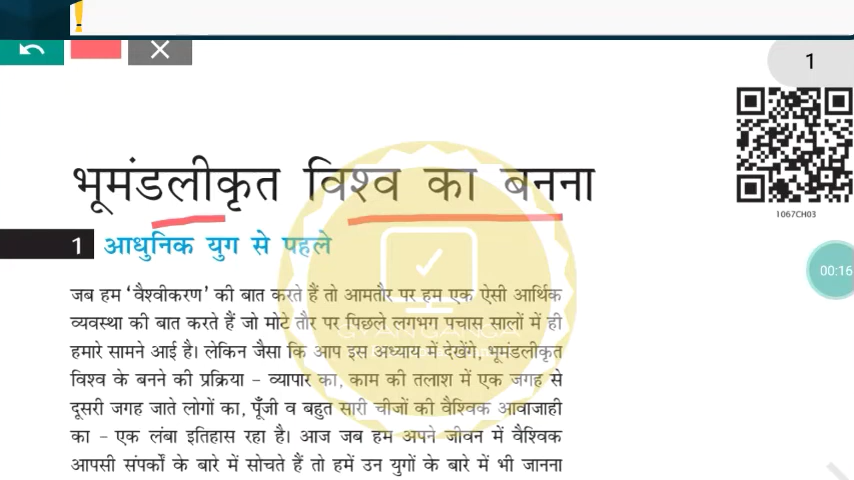 1
1067CH03
भूमंडलीकृत विश्व का बनना
1 आधुनिक युग से पहले
00:16
जब हम ‘वैश्वीकरण’ की बात करते हैं तो आमतौर पर हम एक ऐसी आर्थिक
व्यवस्था की बात करते हैं जो मोटे तौर पर पिछले लगभग पचास सालों में ही
हमारे सामने आई है। लेकिन जैसा कि आप इस अध्याय में देखेंगे, भूमंडलीकृत
विश्व के बनने की प्रक्रिया – व्यापार का, काम की तलाश में एक जगह से
दूसरी जगह जाते लोगों का, पूँजी व बहुत सारी चीजों की वैश्विक आवाजाही
का – एक लंबा इतिहास रहा है। आज जब हम अपने जीवन में वैश्विक
आपसी संपर्कों के बारे में सोचते हैं तो हमें उन युगों के बारे में भी जानना